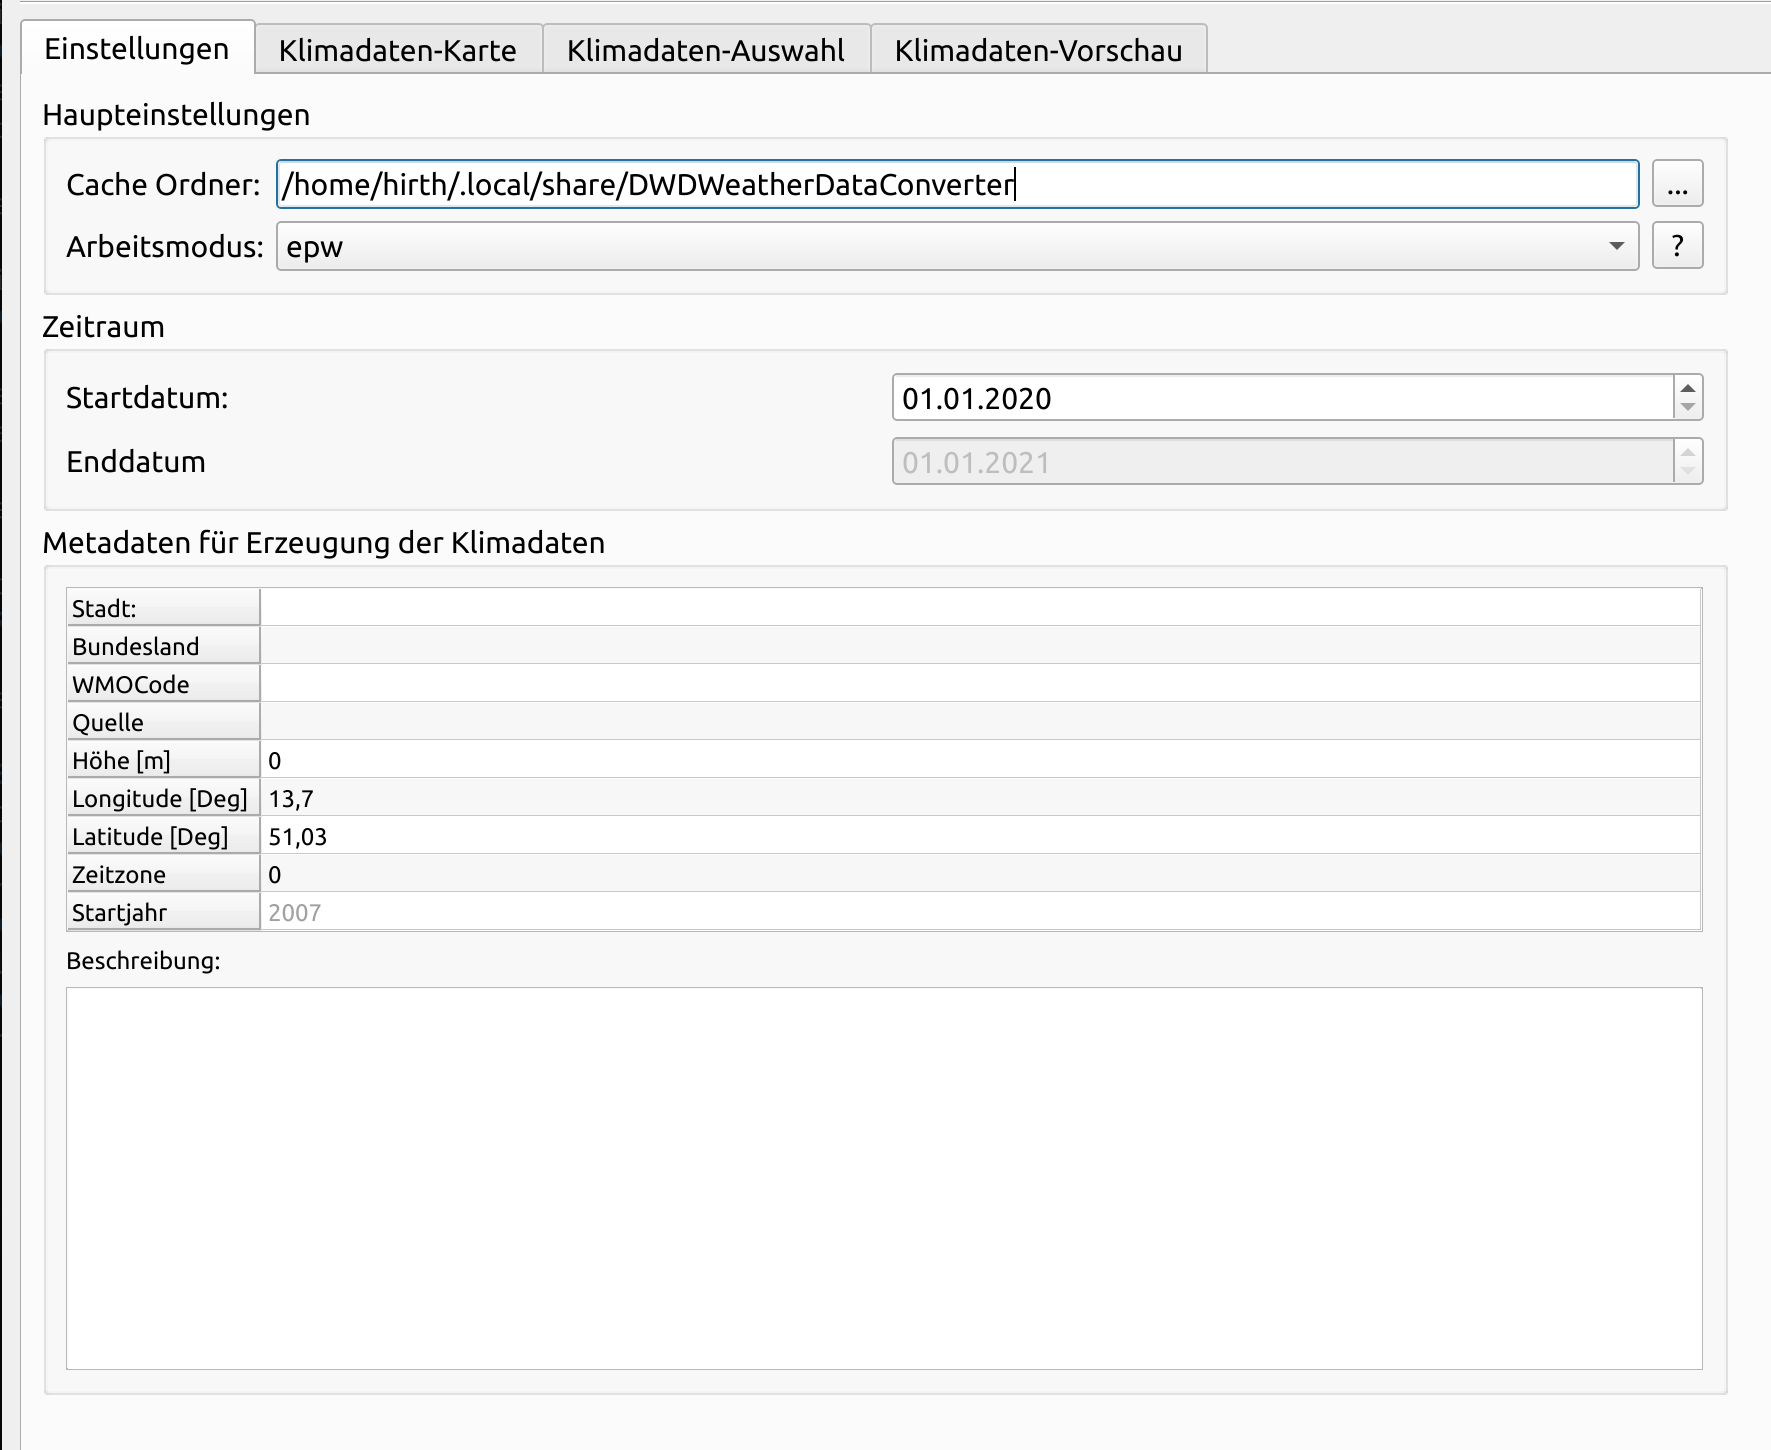 Einstellungen Klimadaten-Karte Klimadaten-Auswahl Klimadaten-Vorschau
Haupteinstellungen
Cache Ordner: /home/hirth/.local/share/DWDWeatherDataConverter ...
Arbeitsmodus: epw ?
Zeitraum
Startdatum: 01.01.2020
Enddatum 01.01.2021
Metadaten für Erzeugung der Klimadaten
Stadt:
Bundesland
WMOCode
Quelle
Höhe [m] 0
Longitude [Deg] 13,7
Latitude [Deg] 51,03
Zeitzone 0
Startjahr 2007
Beschreibung: